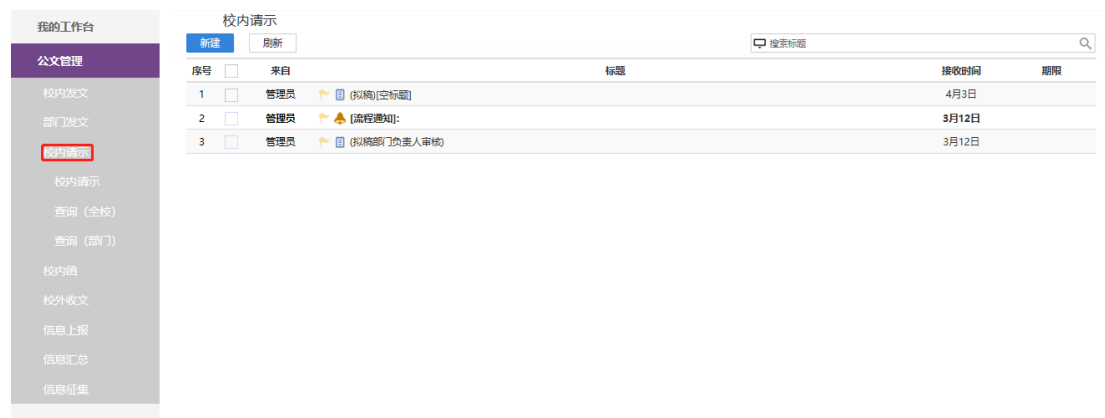 我的工作台
公文管理
校内发文
部门发文
校内请示
校内请示
查询（全校）
查询（部门）
校内函
校外收文
信息上报
信息汇总
信息征集
校内请示
新建 刷新 搜索标题
序号 来自 标题 接收时间 期限
1 管理员 (拟稿)[空标题] 4月3日
2 管理员 [流程通知]: 3月12日
3 管理员 (拟稿部门负责人审核) 3月12日